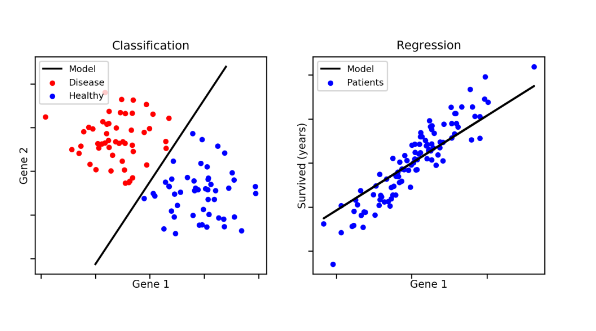 Classification
Model
Disease
Healthy
Gene 2
Gene 1
Regression
Model
Patients
Survived (years)
Gene 1